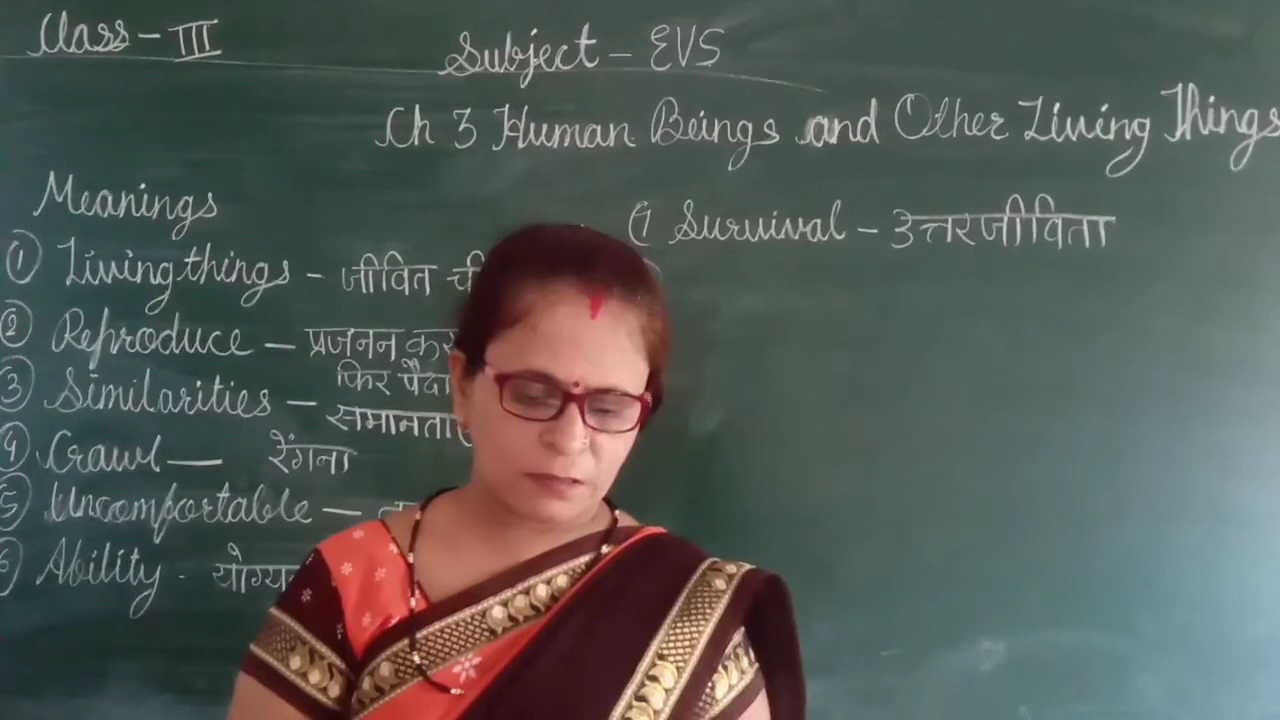 Class - III
Subject - EVS
Ch 3 Human Beings and Other Living Things
Meanings
① Living things - जीवित
② Reproduce - प्रजनन
फिर पैदा
③ Similarities - समानताए
④ Crawl - रेंगना
⑤ Uncomfortable -
⑥ Ability -
Survival - उत्तरजीविता